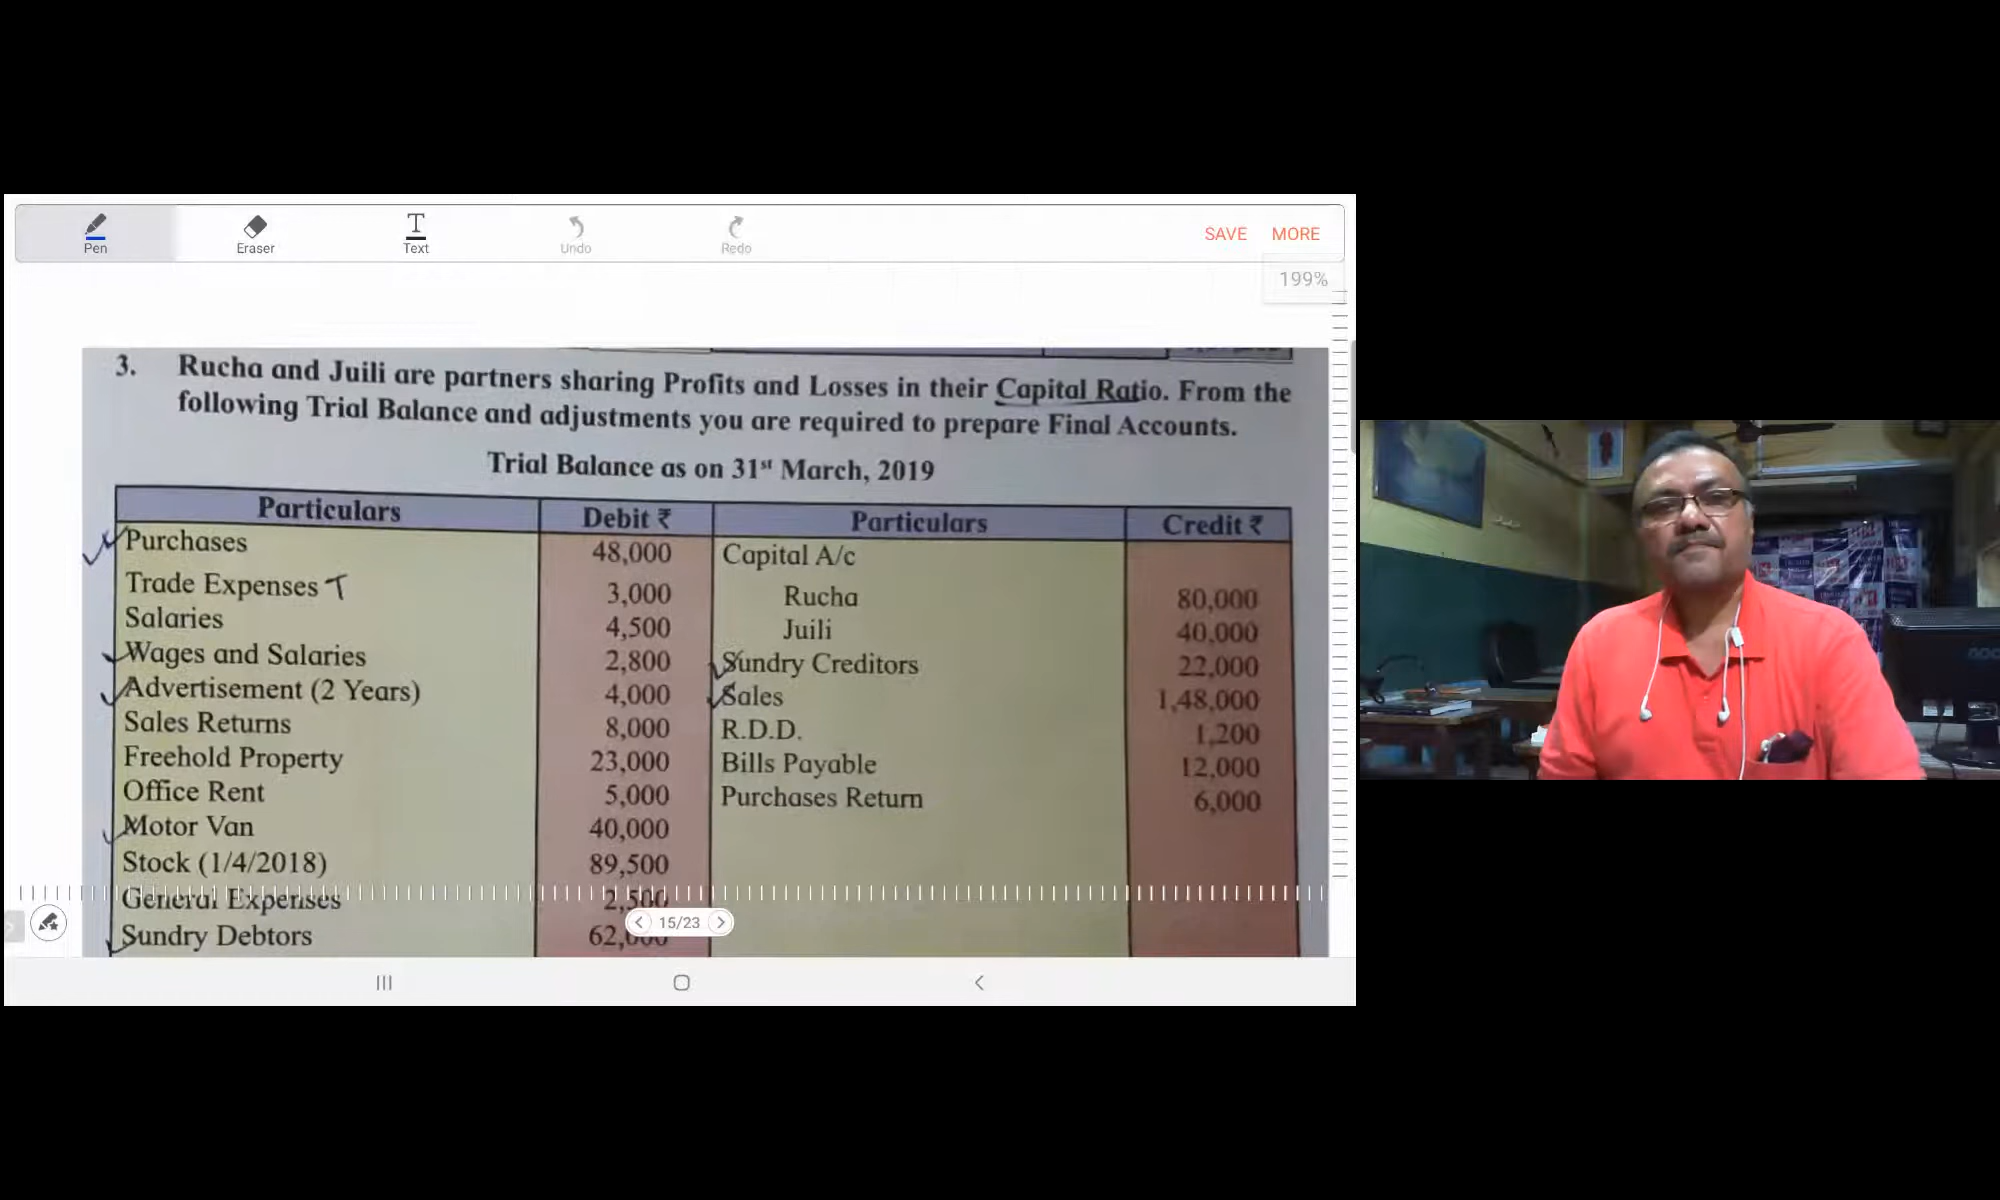 Pen
Eraser
T
Text
Undo
Redo
SAVE
MORE
199%
3. Rucha and Juili are partners sharing Profits and Losses in their Capital Ratio. From the
following Trial Balance and adjustments you are required to prepare Final Accounts.
Trial Balance as on 31st March, 2019
Particulars Debit ₹ Particulars Credit ₹
Purchases 48,000 Capital A/c
Trade Expenses T 3,000 Rucha 80,000
Salaries 4,500 Juili 40,000
Wages and Salaries 2,800 Sundry Creditors 22,000
Advertisement (2 Years) 4,000 Sales 1,48,000
Sales Returns 8,000 R.D.D. 1,200
Freehold Property 23,000 Bills Payable 12,000
Office Rent 5,000 Purchases Return 6,000
Motor Van 40,000
Stock (1/4/2018) 89,500
General Expenses 2,500
Sundry Debtors
15/23